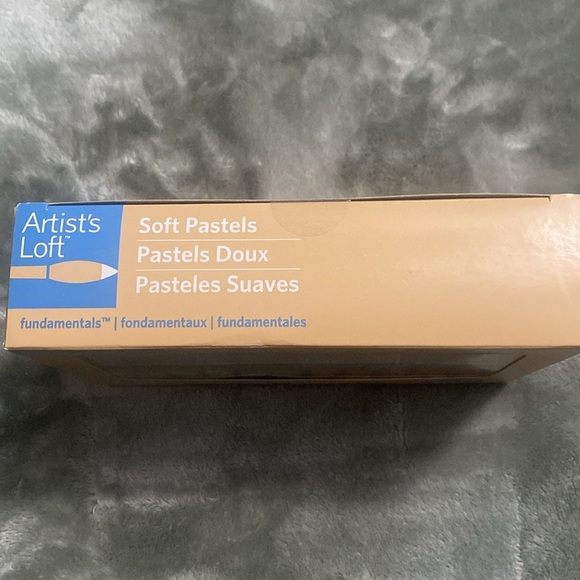 Artist's
Loft™
Soft Pastels
Pastels Doux
Pasteles Suaves
fundamentals™ | fondamentaux | fundamentales